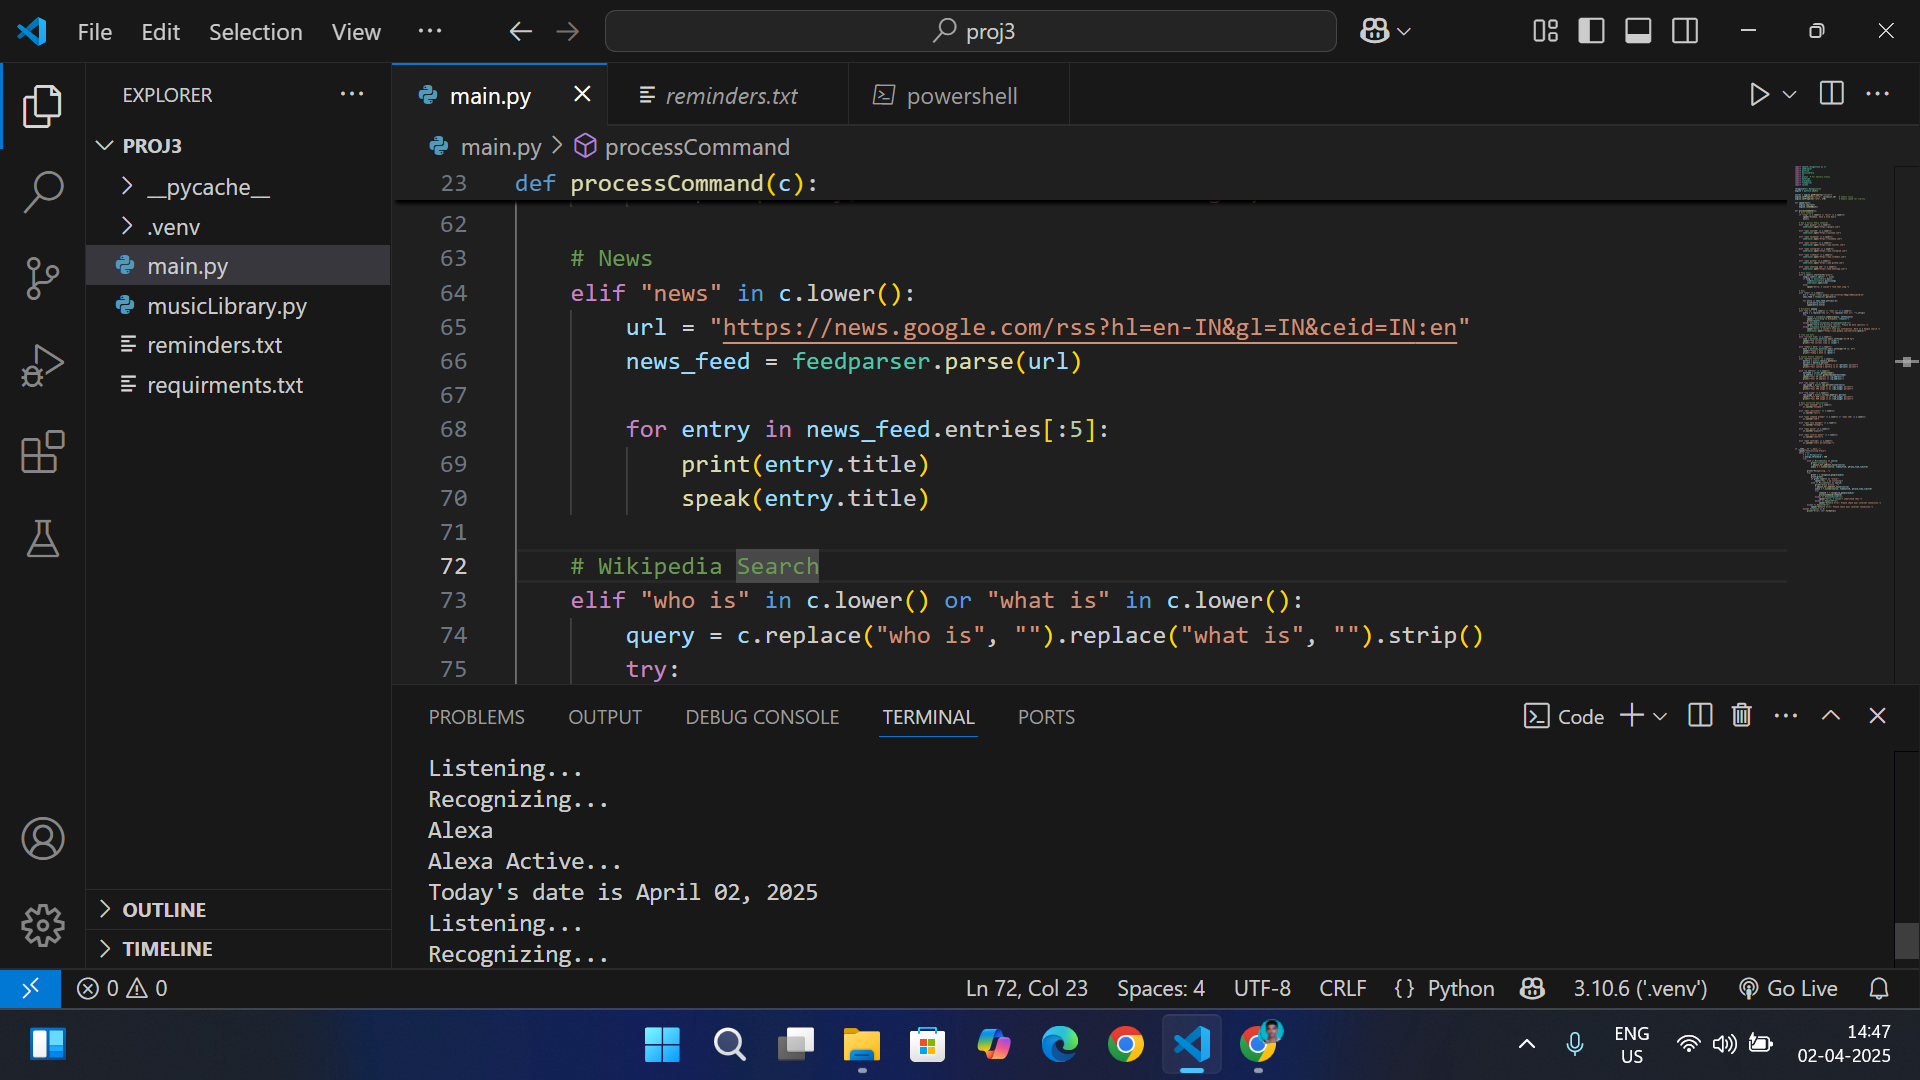 File Edit Selection View ... proj3
EXPLORER ...
PROJ3
__pycache__
.venv
main.py
musicLibrary.py
reminders.txt
requirments.txt
OUTLINE
TIMELINE
main.py reminders.txt powershell
main.py > processCommand
23 def processCommand(c):
62
63 # News
64 elif "news" in c.lower():
65 url = "https://news.google.com/rss?hl=en-IN&gl=IN&ceid=IN:en"
66 news_feed = feedparser.parse(url)
67
68 for entry in news_feed.entries[:5]:
69 print(entry.title)
70 speak(entry.title)
71
72 # Wikipedia Search
73 elif "who is" in c.lower() or "what is" in c.lower():
74 query = c.replace("who is", "").replace("what is", "").strip()
75 try:
PROBLEMS OUTPUT DEBUG CONSOLE TERMINAL PORTS Code
Listening...
Recognizing...
Alexa
Alexa Active...
Today's date is April 02, 2025
Listening...
Recognizing...
0 0 Ln 72, Col 23 Spaces: 4 UTF-8 CRLF {} Python 3.10.6 ('.venv') Go Live
ENG
US
14:47
02-04-2025